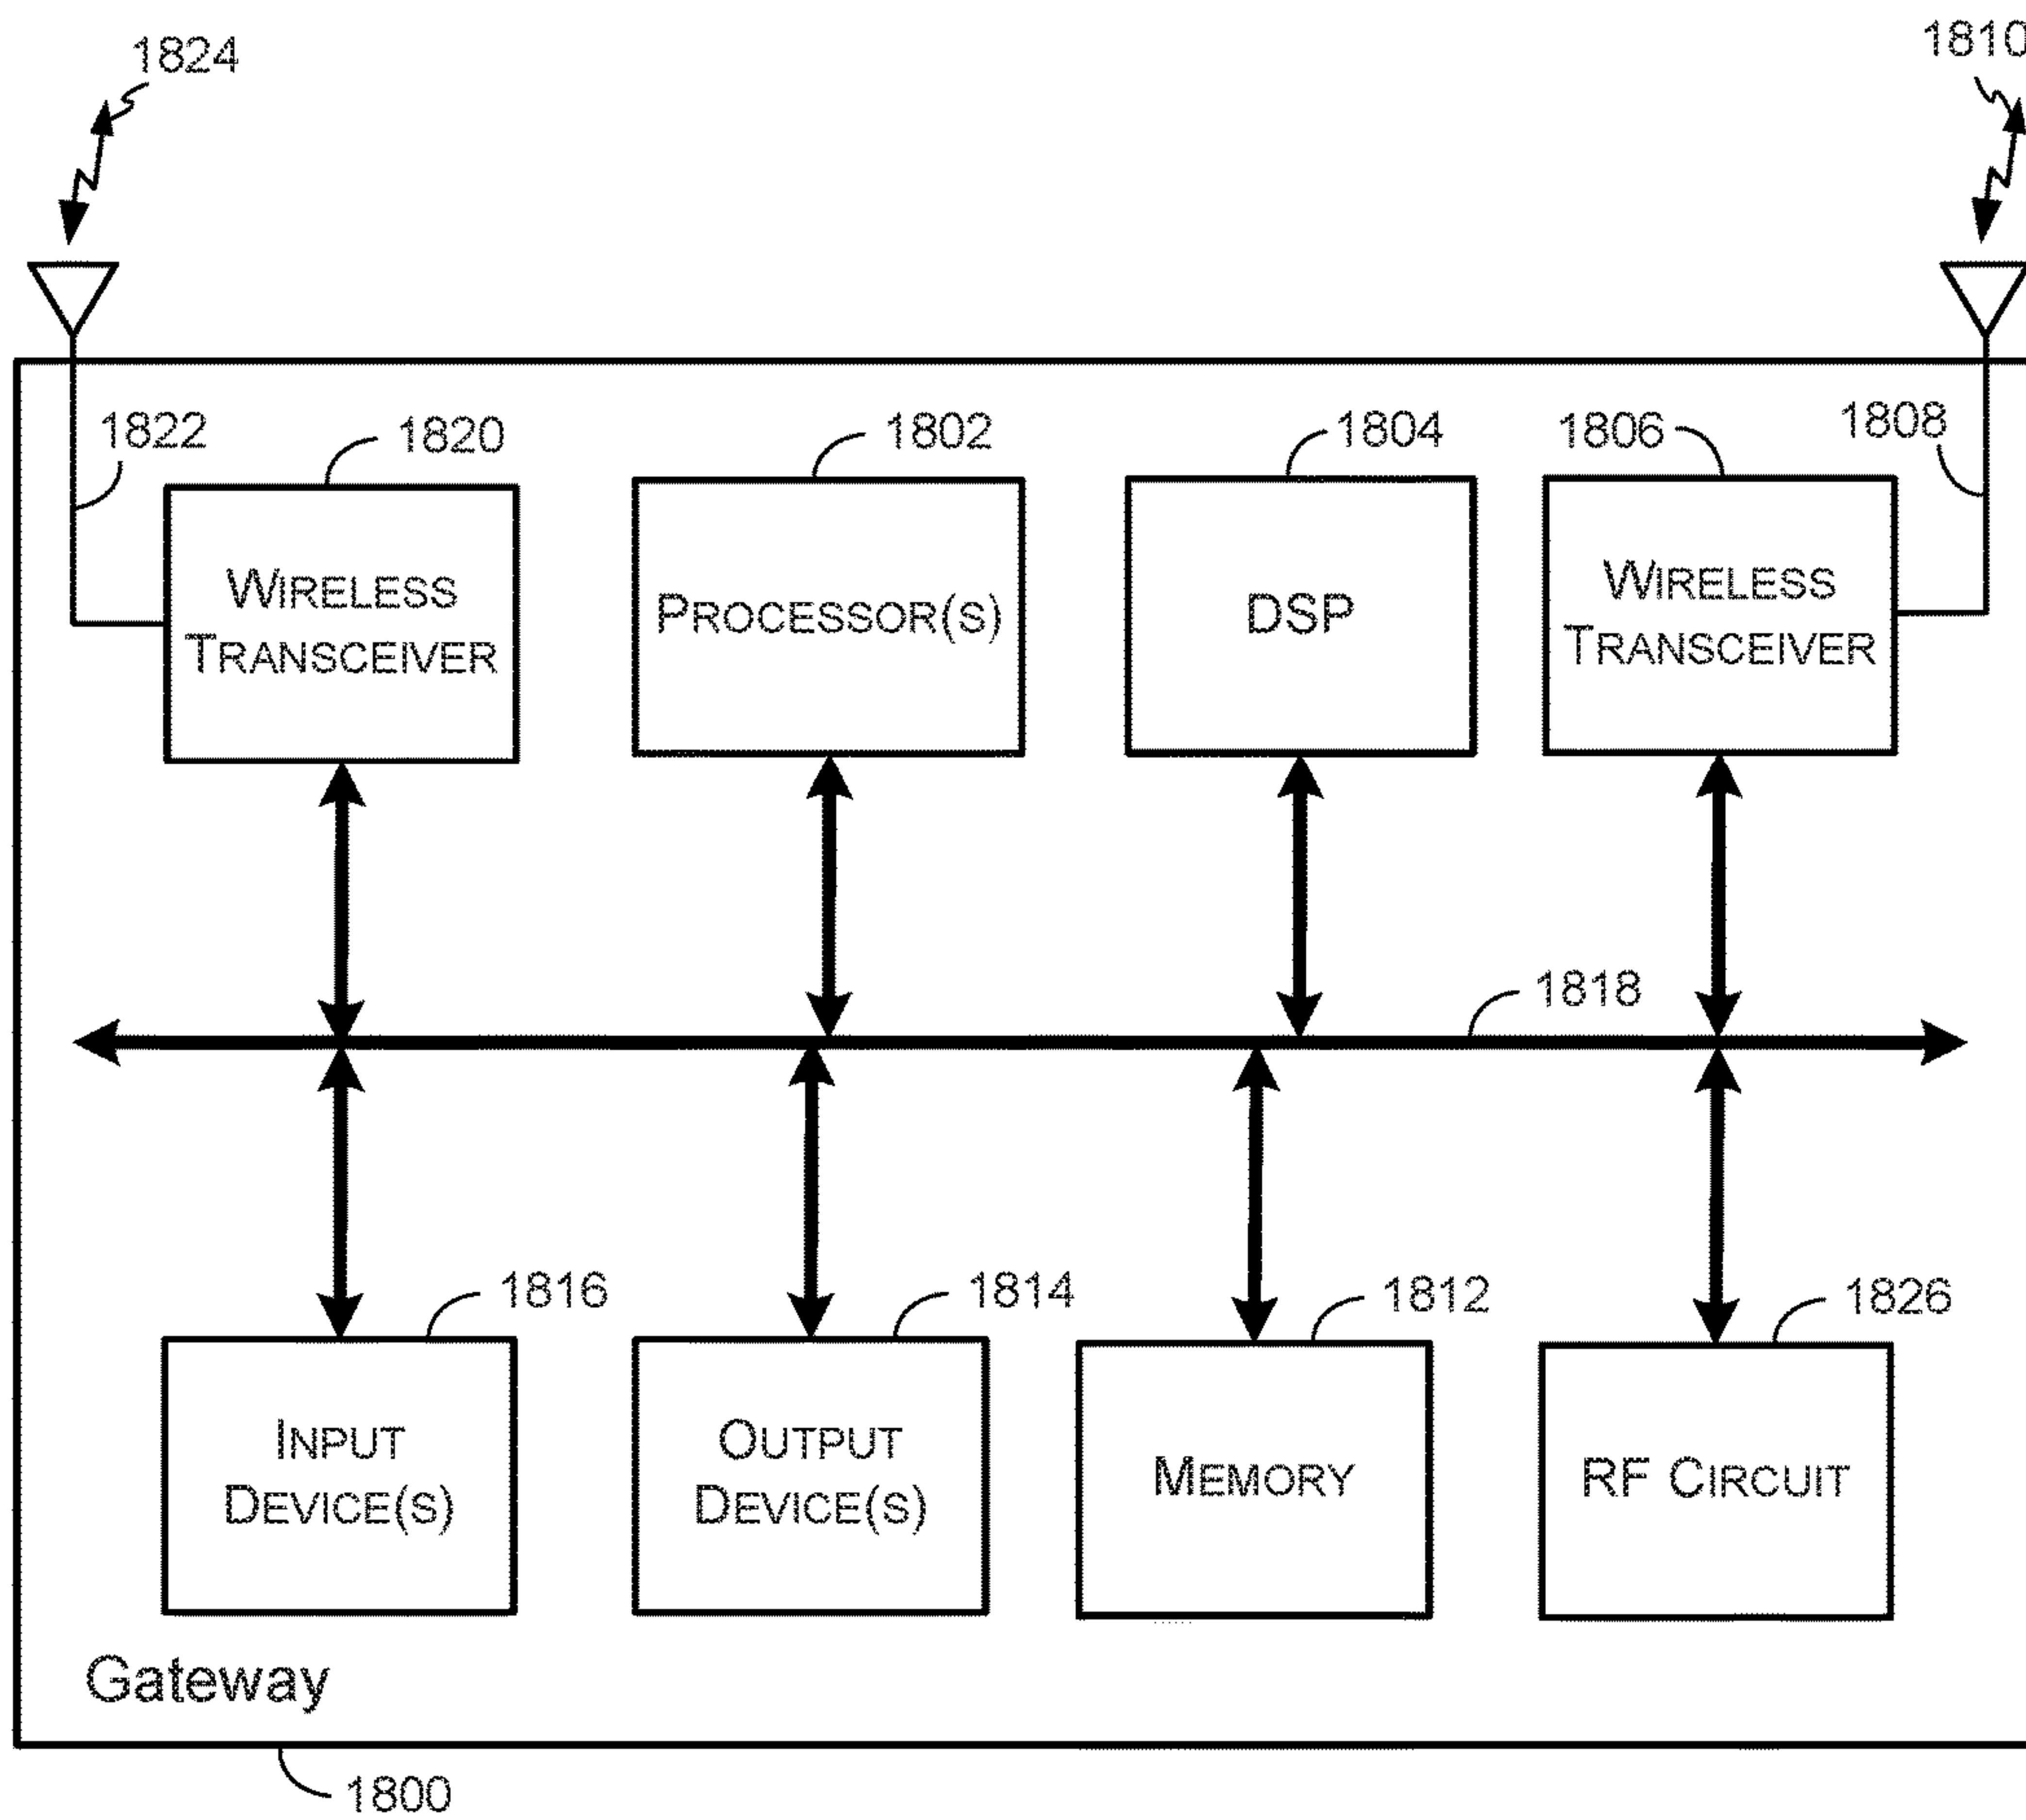 1824
1810
1822
1820
1802
1804
1806
1808
WIRELESS
TRANSCEIVER
PROCESSOR(S)
DSP
WIRELESS
TRANSCEIVER
1818
1816
1814
1812
1826
INPUT
DEVICE(S)
OUTPUT
DEVICE(S)
MEMORY
RF CIRCUIT
Gateway
1800